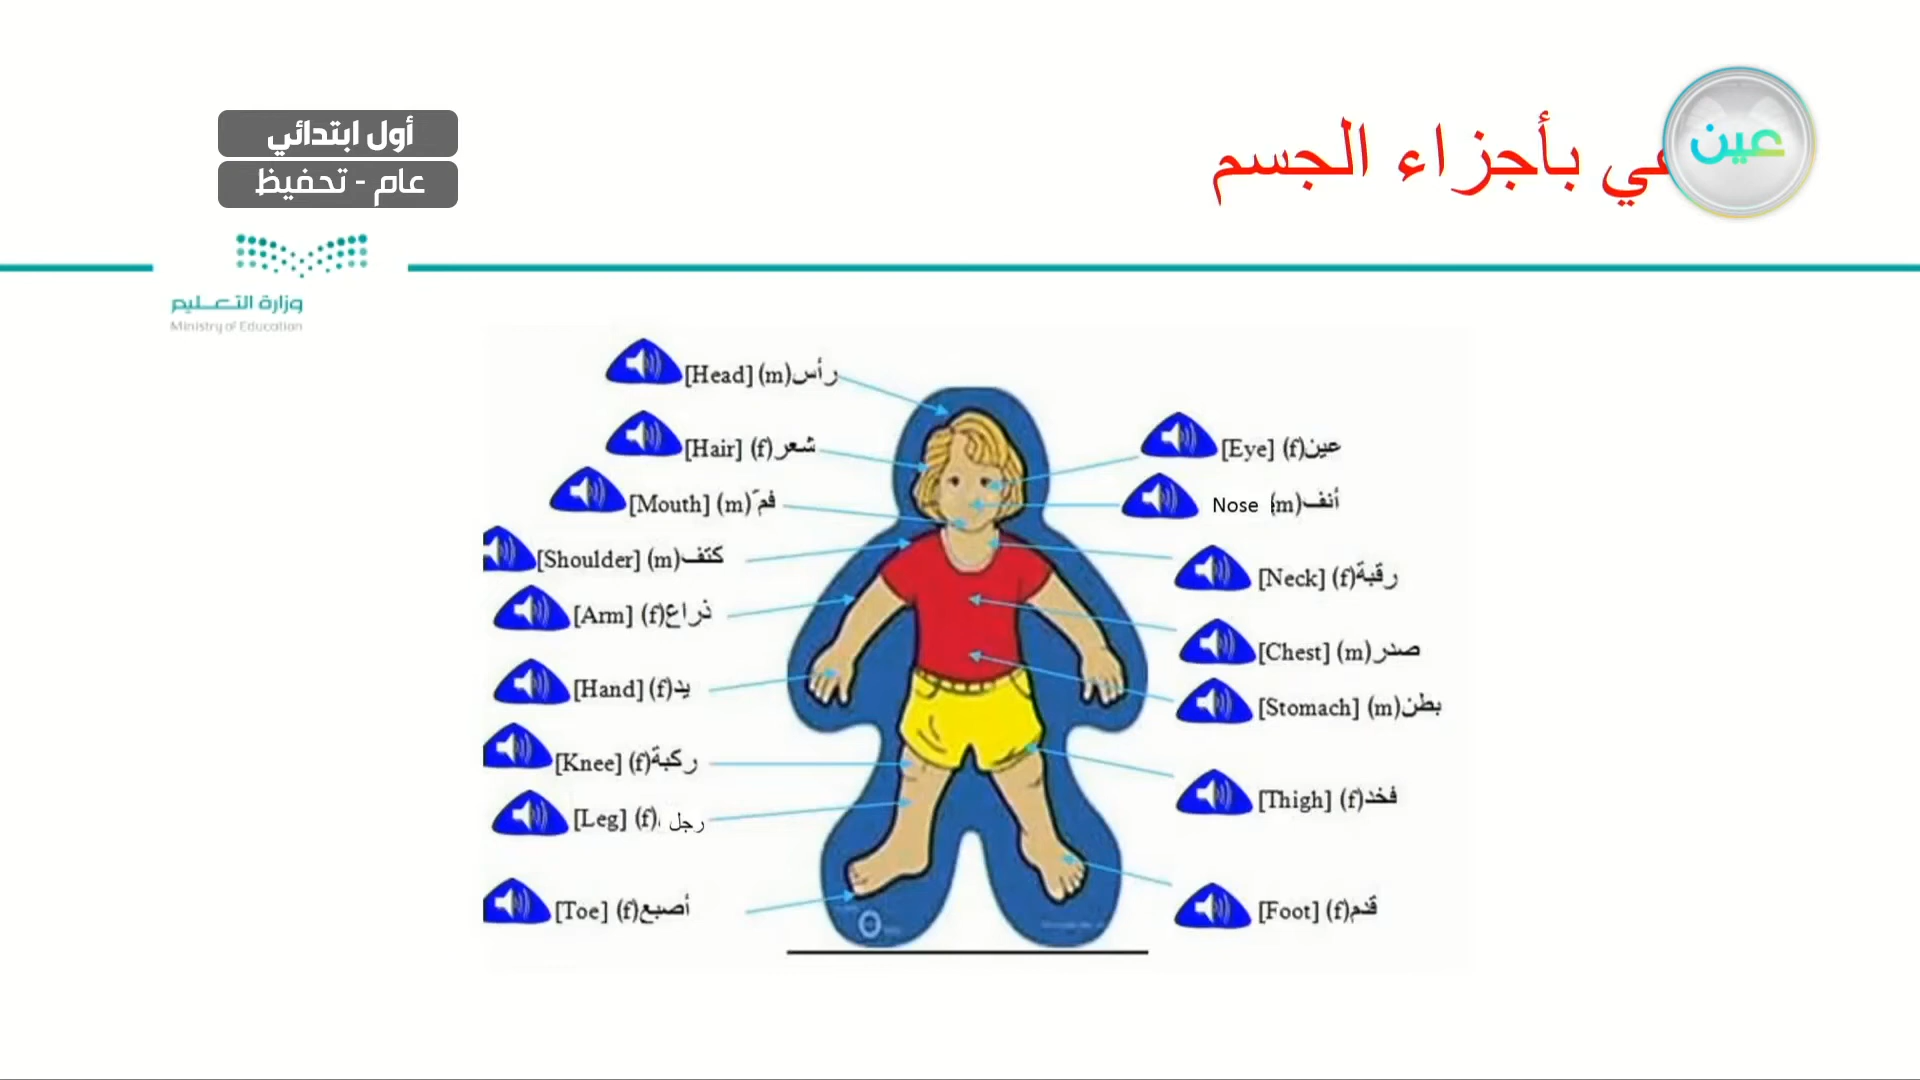 أول ابتدائي
عام - تحفيظ
وزارة التعليم
Ministry of Education
عين
بأجزاء الجسم
[Head] (m)رأس
[Hair] (f)شعر
[Mouth] (m)فمّ
[Shoulder] (m)كتف
[Arm] (f)ذراع
[Hand] (f)يد
[Knee] (f)ركبة
[Leg] (f) رجل
[Toe] (f)أصبع
[Eye] (f)عين
Nose (m)أنف
[Neck] (f)رقبة
[Chest] (m)صدر
[Stomach] (m)بطن
[Thigh] (f)فخد
[Foot] (f)قدم